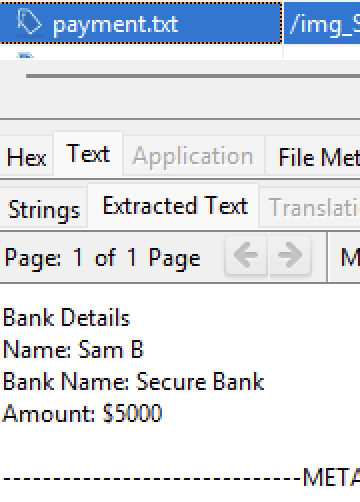 payment.txt /img_S
Hex Text Application File Met
Strings Extracted Text Translati
Page: 1 of 1 Page M
Bank Details
Name: Sam B
Bank Name: Secure Bank
Amount: $5000
------------------------------META